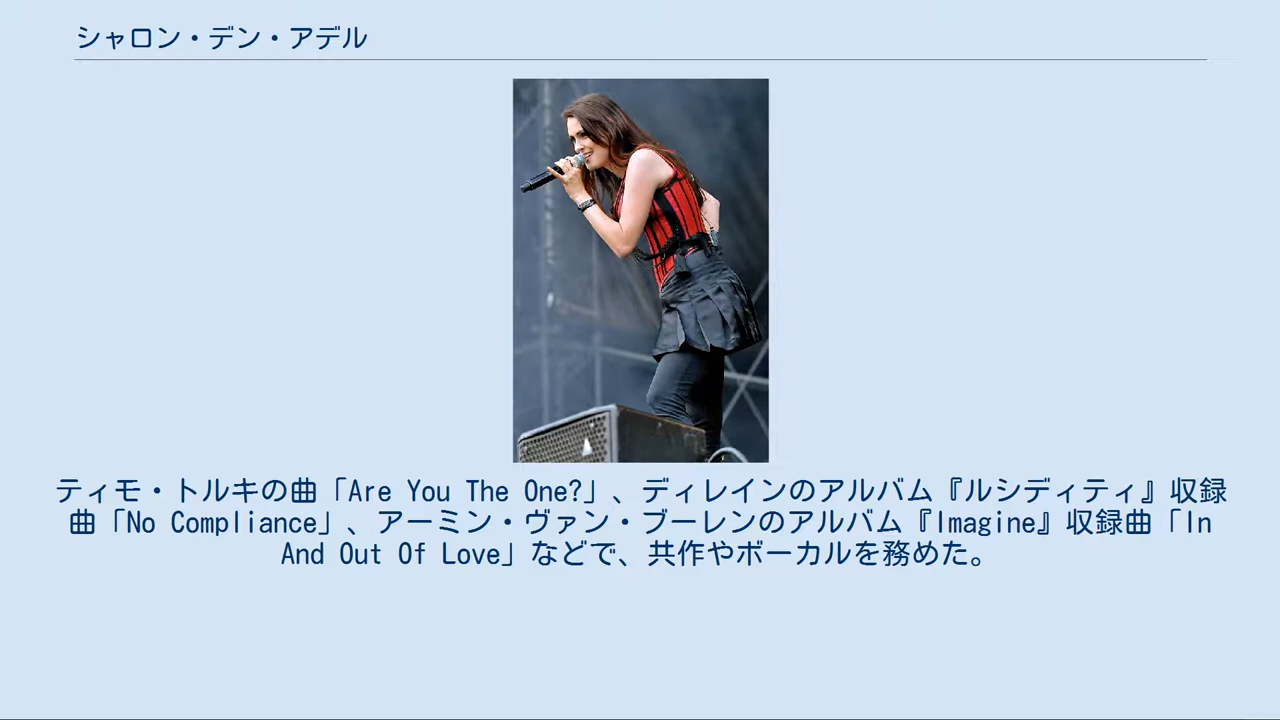 シャロン・デン・アデル
ティモ・トルキの曲「Are You The One?」、ディレインのアルバム『ルシディティ』収録
曲「No Compliance」、アーミン・ヴァン・ブーレンのアルバム『Imagine』収録曲「In
And Out Of Love」などで、共作やボーカルを務めた。